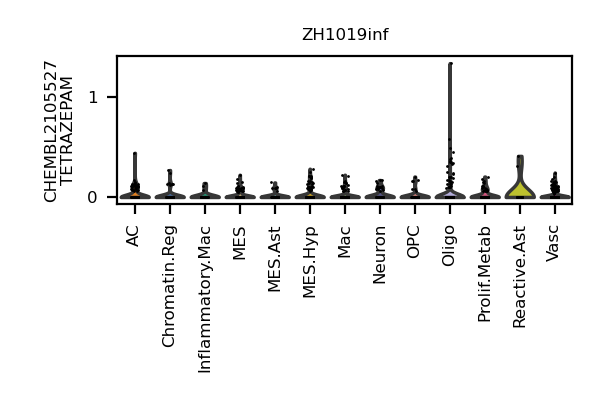 ZH1019inf
CHEMBL2105527
TETRAZEPAM
1
0
AC
Chromatin.Reg
Inflammatory.Mac
MES
MES.Ast
MES.Hyp
Mac
Neuron
OPC
Oligo
Prolif.Metab
Reactive.Ast
Vasc